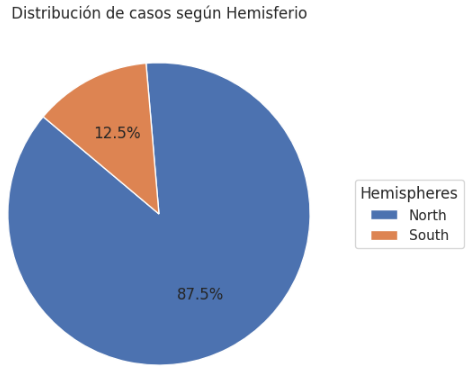 Distribución de casos según Hemisferio
12.5%
87.5%
Hemispheres
North
South